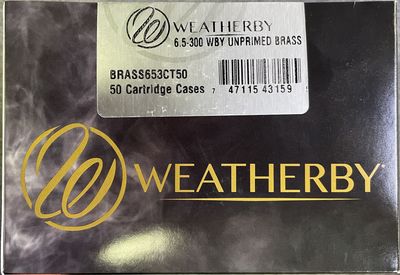 WEATHERBY
6.5-300 WBY UNPRIMED BRASS
BRASS653CT50
50 Cartridge Cases
7 47115 43159
WEATHERBY